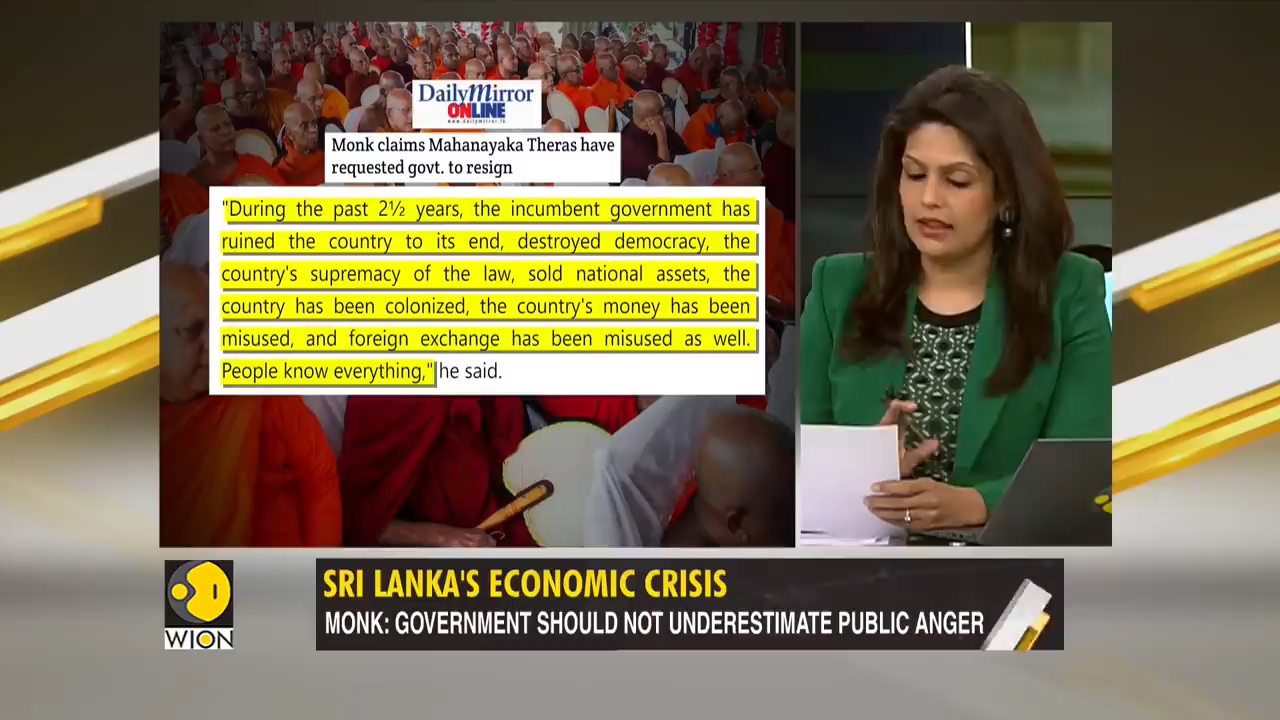 DailyMirror
ONLINE
www.dailymirror.lk
Monk claims Mahanayaka Theras have
requested govt. to resign
"During the past 2½ years, the incumbent government has
ruined the country to its end, destroyed democracy, the
country's supremacy of the law, sold national assets, the
country has been colonized, the country's money has been
misused, and foreign exchange has been misused as well.
People know everything," he said.
WION
SRI LANKA'S ECONOMIC CRISIS
MONK: GOVERNMENT SHOULD NOT UNDERESTIMATE PUBLIC ANGER